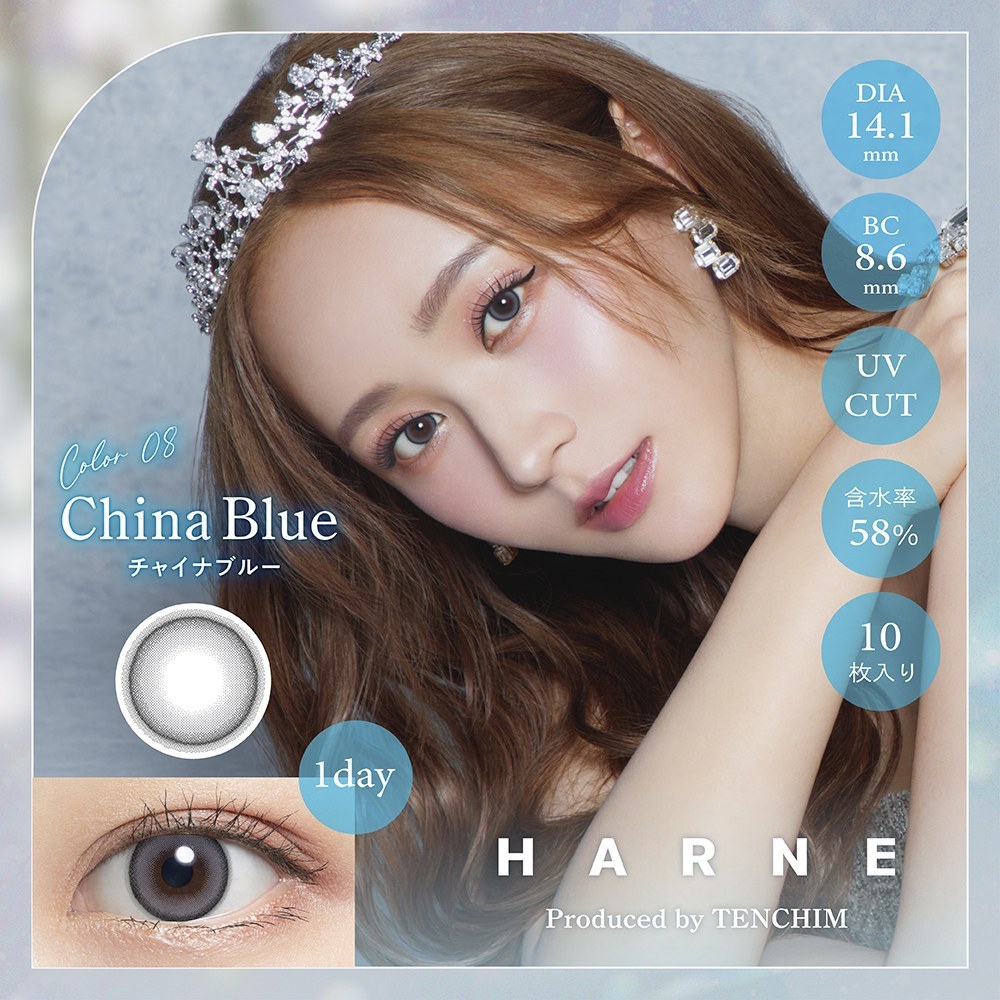 DIA
14.1
mm
BC
8.6
mm
UV
CUT
含水率
58%
10
枚入り
Color 08
China Blue
チャイナブルー
1day
HARNE
Produced by TENCHIM